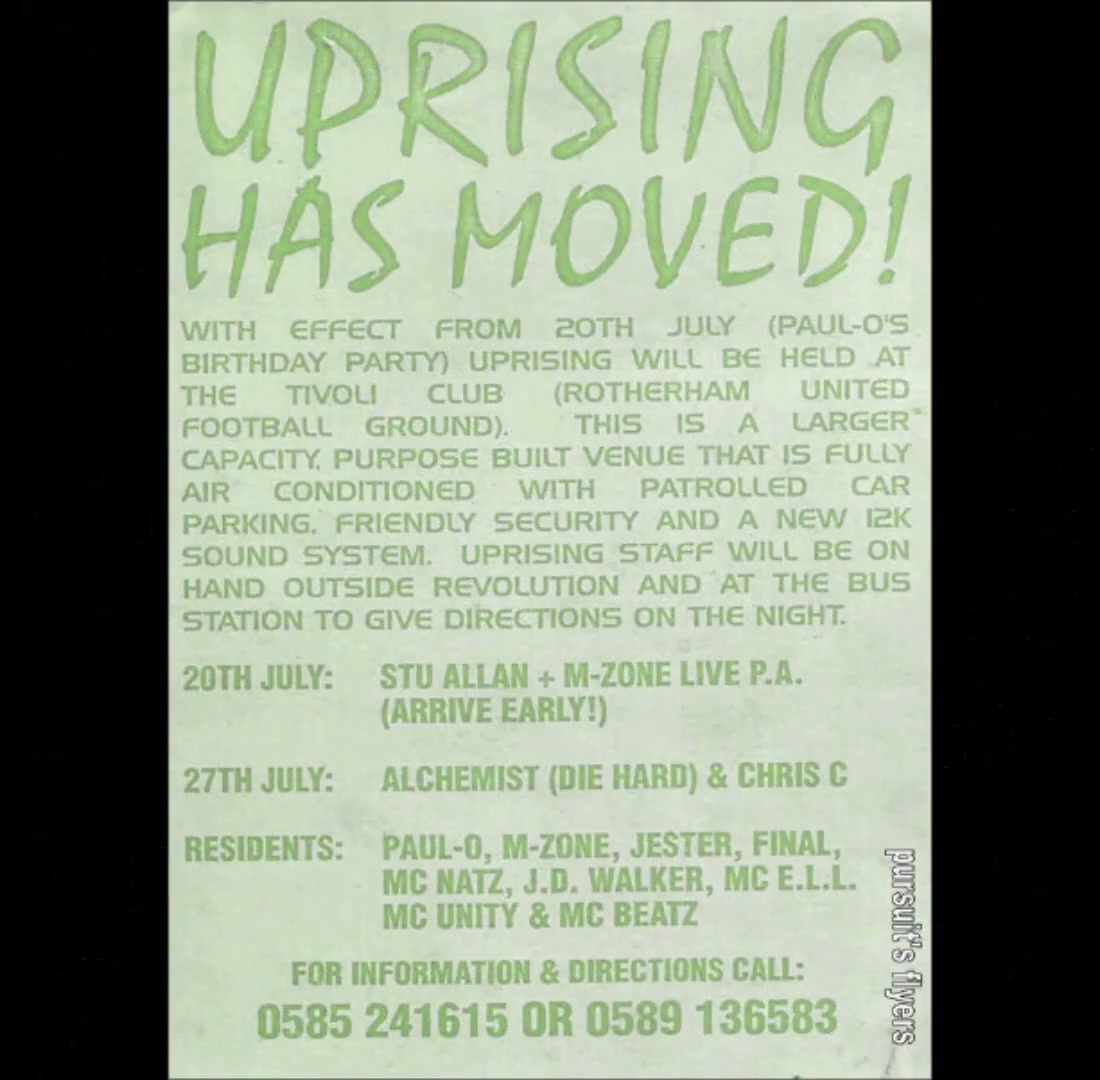 UPRISING
HAS MOVED!
WITH EFFECT FROM 20TH JULY (PAUL-O'S
BIRTHDAY PARTY) UPRISING WILL BE HELD AT
THE TIVOLI CLUB (ROTHERHAM UNITED
FOOTBALL GROUND). THIS IS A LARGER
CAPACITY, PURPOSE BUILT VENUE THAT IS FULLY
AIR CONDITIONED WITH PATROLLED CAR
PARKING, FRIENDLY SECURITY AND A NEW 12K
SOUND SYSTEM. UPRISING STAFF WILL BE ON
HAND OUTSIDE REVOLUTION AND AT THE BUS
STATION TO GIVE DIRECTIONS ON THE NIGHT.
20TH JULY: STU ALLAN + M-ZONE LIVE P.A.
(ARRIVE EARLY!)
27TH JULY: ALCHEMIST (DIE HARD) & CHRIS C
RESIDENTS: PAUL-O, M-ZONE, JESTER, FINAL,
MC NATZ, J.D. WALKER, MC E.L.L.
MC UNITY & MC BEATZ
FOR INFORMATION & DIRECTIONS CALL:
0585 241615 OR 0589 136583
pursuit's flyers